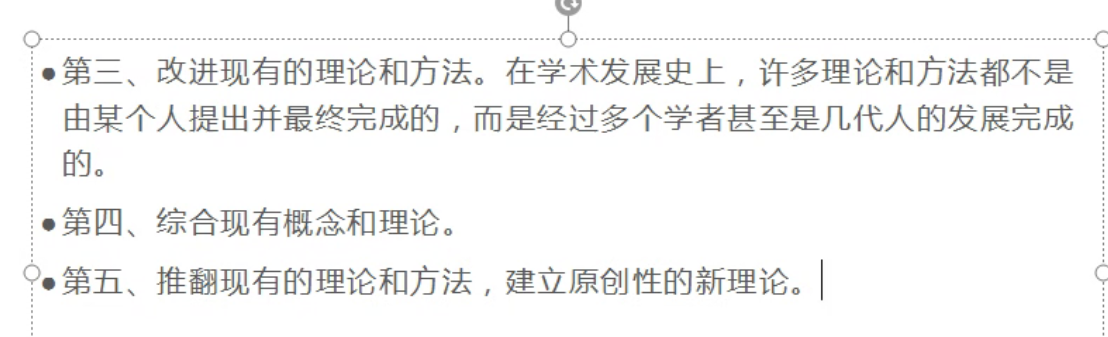 ●第三、改进现有的理论和方法。在学术发展史上，许多理论和方法都不是
由某个人提出并最终完成的，而是经过多个学者甚至是几代人的发展完成
的。
●第四、综合现有概念和理论。
●第五、推翻现有的理论和方法，建立原创性的新理论。